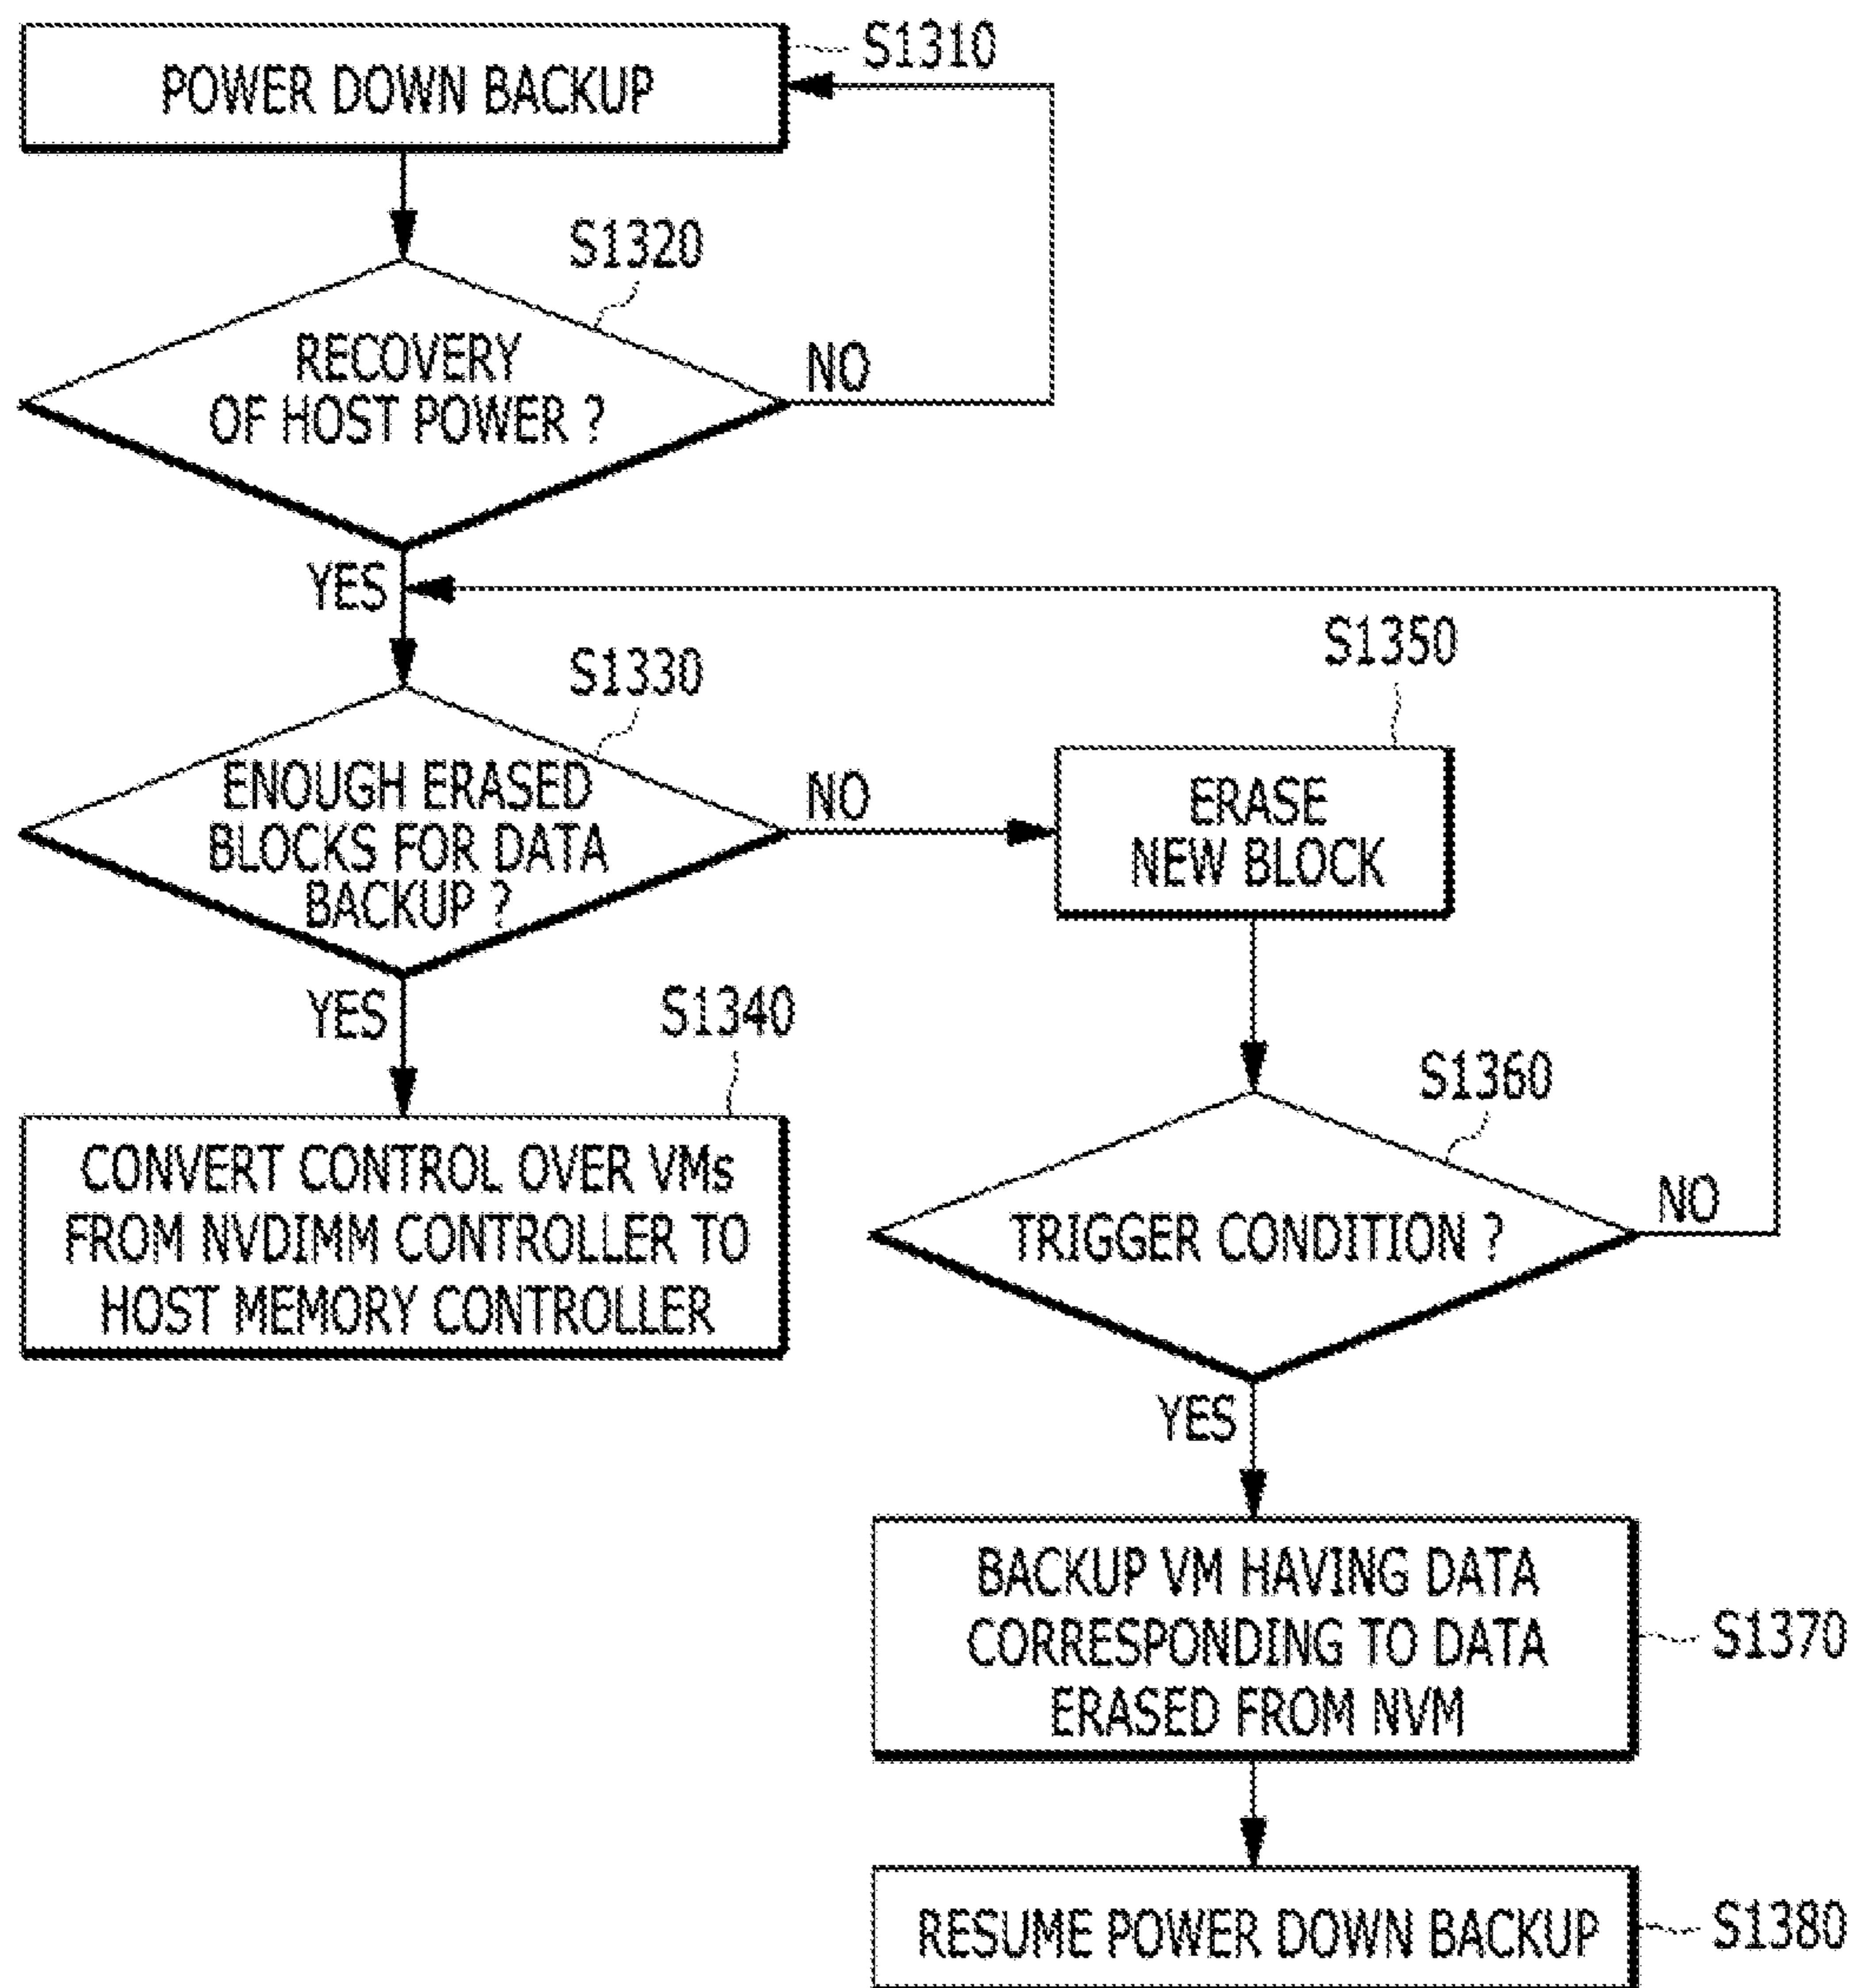 S1310
POWER DOWN BACKUP
S1320
RECOVERY
OF HOST POWER ?
NO
YES
S1330
ENOUGH ERASED
BLOCKS FOR DATA
BACKUP ?
NO
S1350
ERASE
NEW BLOCK
YES
S1340
CONVERT CONTROL OVER VMs
FROM NVDIMM CONTROLLER TO
HOST MEMORY CONTROLLER
S1360
TRIGGER CONDITION ?
NO
YES
BACKUP VM HAVING DATA
CORRESPONDING TO DATA
ERASED FROM NVM
S1370
RESUME POWER DOWN BACKUP
S1380